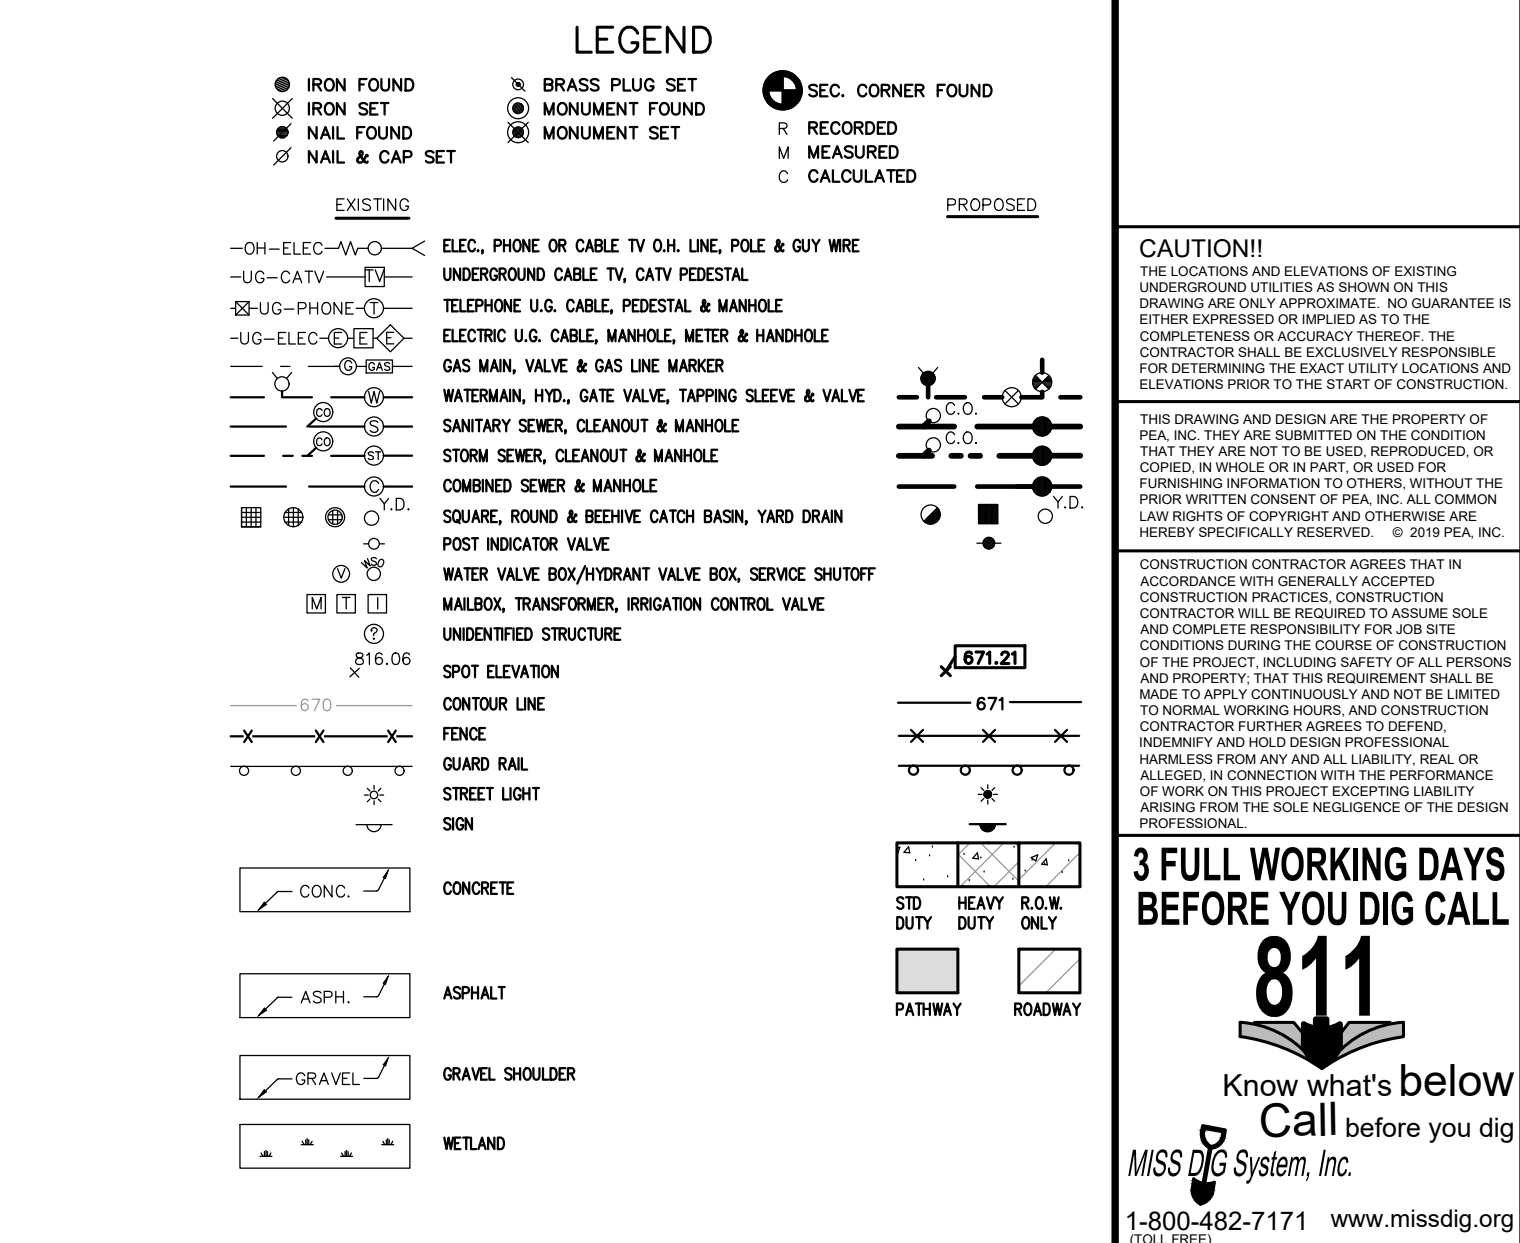 LEGEND
IRON FOUND
IRON SET
NAIL FOUND
NAIL & CAP SET
BRASS PLUG SET
MONUMENT FOUND
MONUMENT SET
SEC. CORNER FOUND
R RECORDED
M MEASURED
C CALCULATED
EXISTING
PROPOSED
-OH-ELEC- ELEC., PHONE OR CABLE TV O.H. LINE, POLE & GUY WIRE
-UG-CATV- TV UNDERGROUND CABLE TV, CATV PEDESTAL
-UG-PHONE- T TELEPHONE U.G. CABLE, PEDESTAL & MANHOLE
-UG-ELEC- E E E ELECTRIC U.G. CABLE, MANHOLE, METER & HANDHOLE
G GAS GAS MAIN, VALVE & GAS LINE MARKER
W WATERMAIN, HYD., GATE VALVE, TAPPING SLEEVE & VALVE
CO S SANITARY SEWER, CLEANOUT & MANHOLE C.O.
CO ST STORM SEWER, CLEANOUT & MANHOLE C.O.
C COMBINED SEWER & MANHOLE
Y.D. SQUARE, ROUND & BEEHIVE CATCH BASIN, YARD DRAIN Y.D.
POST INDICATOR VALVE
V WSO WATER VALVE BOX/HYDRANT VALVE BOX, SERVICE SHUTOFF
M T I MAILBOX, TRANSFORMER, IRRIGATION CONTROL VALVE
? UNIDENTIFIED STRUCTURE
816.06 SPOT ELEVATION 671.21
670 CONTOUR LINE 671
FENCE
GUARD RAIL
STREET LIGHT
SIGN
CONC. CONCRETE
STD DUTY
HEAVY DUTY
R.O.W. ONLY
ASPH. ASPHALT
PATHWAY ROADWAY
GRAVEL GRAVEL SHOULDER
WETLAND
CAUTION!!
THE LOCATIONS AND ELEVATIONS OF EXISTING
UNDERGROUND UTILITIES AS SHOWN ON THIS
DRAWING ARE ONLY APPROXIMATE. NO GUARANTEE IS
EITHER EXPRESSED OR IMPLIED AS TO THE
COMPLETENESS OR ACCURACY THEREOF. THE
CONTRACTOR SHALL BE EXCLUSIVELY RESPONSIBLE
FOR DETERMINING THE EXACT UTILITY LOCATIONS AND
ELEVATIONS PRIOR TO THE START OF CONSTRUCTION.
THIS DRAWING AND DESIGN ARE THE PROPERTY OF
PEA, INC. THEY ARE SUBMITTED ON THE CONDITION
THAT THEY ARE NOT TO BE USED, REPRODUCED, OR
COPIED, IN WHOLE OR IN PART, OR USED FOR
FURNISHING INFORMATION TO OTHERS, WITHOUT THE
PRIOR WRITTEN CONSENT OF PEA, INC. ALL COMMON
LAW RIGHTS OF COPYRIGHT AND OTHERWISE ARE
HEREBY SPECIFICALLY RESERVED. © 2019 PEA, INC.
CONSTRUCTION CONTRACTOR AGREES THAT IN
ACCORDANCE WITH GENERALLY ACCEPTED
CONSTRUCTION PRACTICES, CONSTRUCTION
CONTRACTOR WILL BE REQUIRED TO ASSUME SOLE
AND COMPLETE RESPONSIBILITY FOR JOB SITE
CONDITIONS DURING THE COURSE OF CONSTRUCTION
OF THE PROJECT, INCLUDING SAFETY OF ALL PERSONS
AND PROPERTY; THAT THIS REQUIREMENT SHALL BE
MADE TO APPLY CONTINUOUSLY AND NOT BE LIMITED
TO NORMAL WORKING HOURS, AND CONSTRUCTION
CONTRACTOR FURTHER AGREES TO DEFEND,
INDEMNIFY AND HOLD DESIGN PROFESSIONAL
HARMLESS FROM ANY AND ALL LIABILITY, REAL OR
ALLEGED, IN CONNECTION WITH THE PERFORMANCE
OF WORK ON THIS PROJECT EXCEPTING LIABILITY
ARISING FROM THE SOLE NEGLIGENCE OF THE DESIGN
PROFESSIONAL.
3 FULL WORKING DAYS
BEFORE YOU DIG CALL
811
Know what's below
Call before you dig
MISS DIG System, Inc.
1-800-482-7171 www.missdig.org
(TOLL FREE)